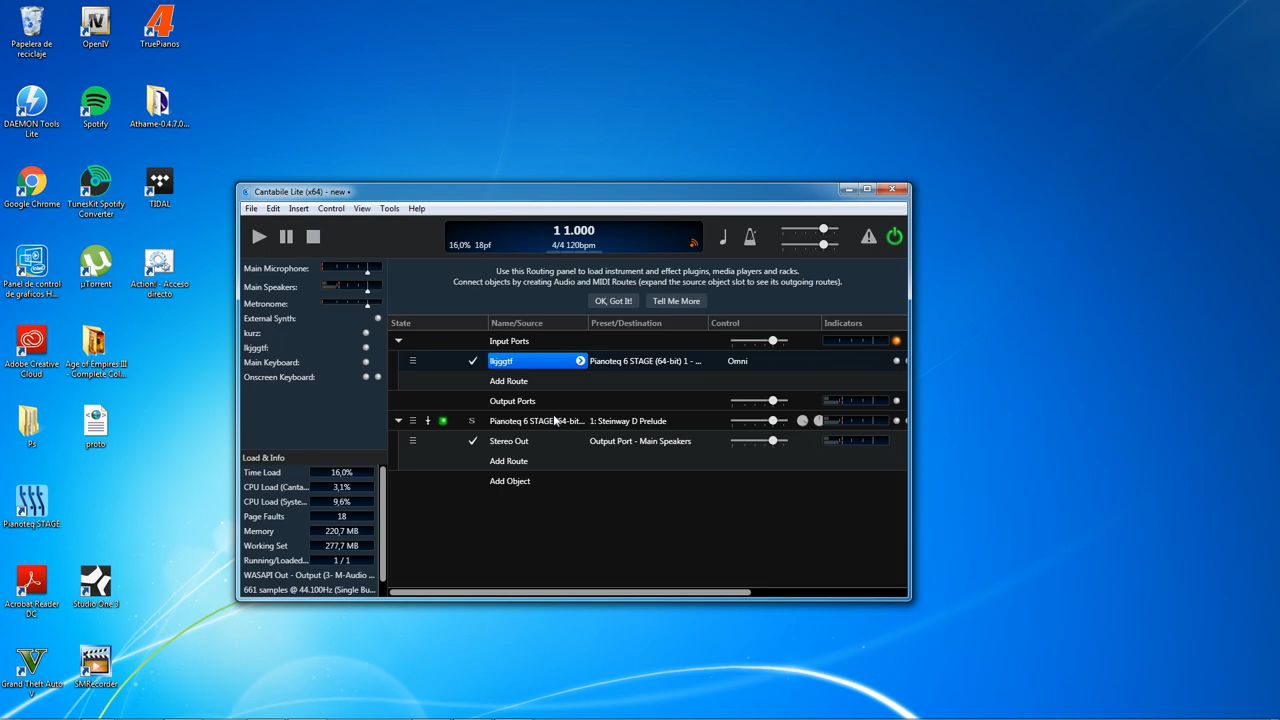 Papelera de
reciclaje
OpenIV
TruePianos
DAEMON Tools
Lite
Spotify
Athame-0.4.7.0...
Google Chrome
TunesKit Spotify
Converter
TIDAL
Panel de control
de gráficos H...
µTorrent
Action! - Acceso
directo
Adobe Creative
Cloud
Age of Empires III
- Complete Col...
Ps
proto
Pianoteq STAGE
Acrobat Reader
DC
Studio One 3
Grand Theft Auto
V
SMRecorder
Cantabile Lite (x64) - new •
File Edit Insert Control View Tools Help
1 1.000
16,0% 18pf 4/4 120bpm
Main Microphone:
Main Speakers:
Metronome:
External Synth:
kurz:
lkjggtf:
Main Keyboard:
Onscreen Keyboard:
Use this Routing panel to load instrument and effect plugins, media players and racks.
Connect objects by creating Audio and MIDI Routes (expand the source object slot to see its outgoing routes).
OK, Got It! Tell Me More
State Name/Source Preset/Destination Control Indicators
Input Ports
lkjggtf Pianoteq 6 STAGE (64-bit) 1 - ... Omni
Add Route
Output Ports
S Pianoteq 6 STAGE (64-bit... 1: Steinway D Prelude
Stereo Out Output Port - Main Speakers
Add Route
Add Object
Load & Info
Time Load 16,0%
CPU Load (Canta... 3,1%
CPU Load (Syste... 9,6%
Page Faults 18
Memory 220,7 MB
Working Set 277,7 MB
Running/Loaded... 1 / 1
WASAPI Out - Output (3- M-Audio ...
661 samples @ 44.100Hz (Single Bu...